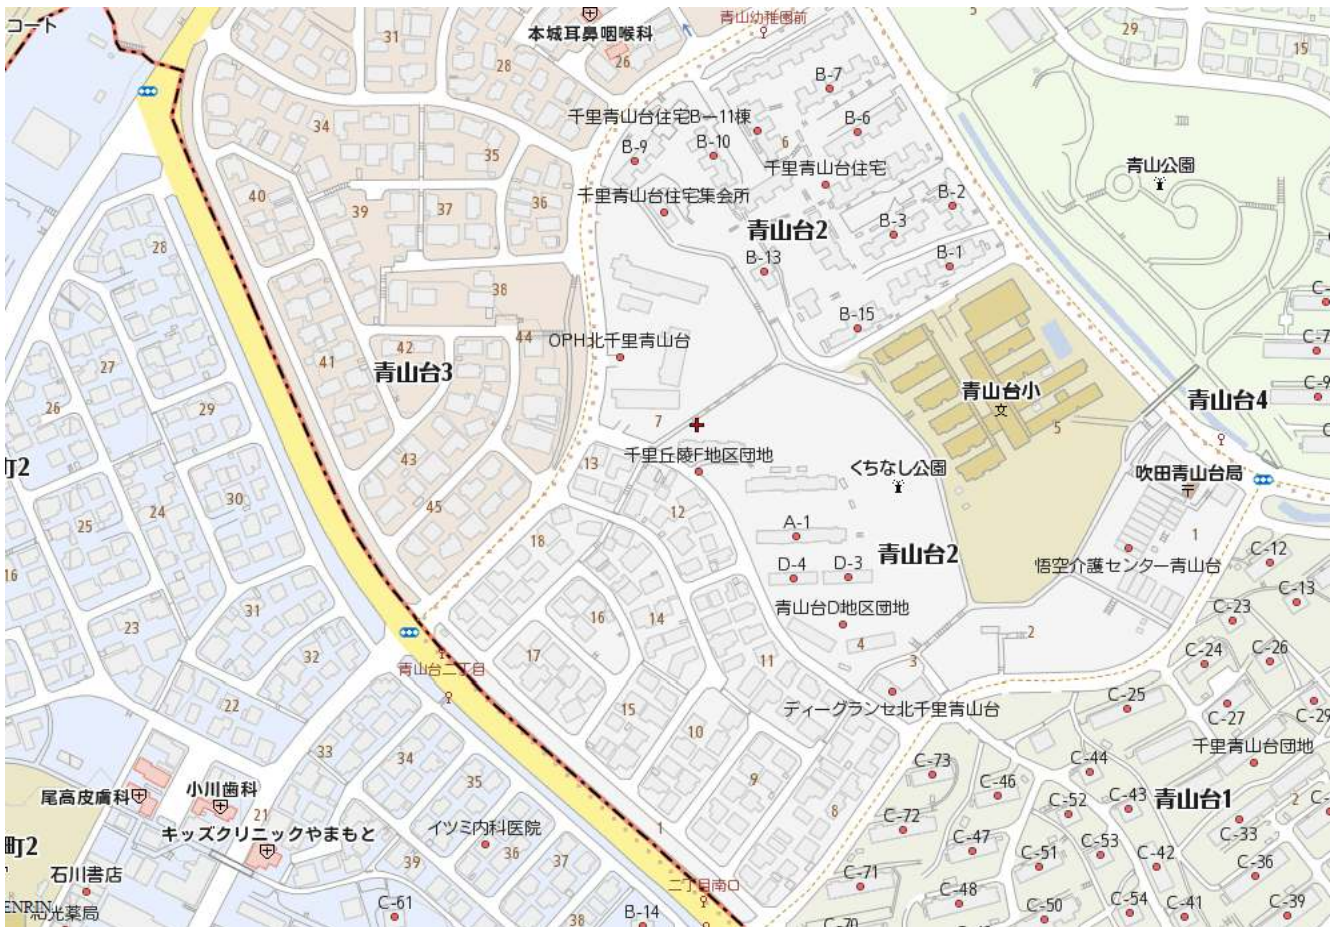 コート
31
本城耳鼻咽喉科
青山幼稚園前
5
29
15
28
26
B-7
34
千里青山台住宅B-11棟
B-6
6
35
B-9
B-10
青山公園
千里青山台住宅
40
39
37
36
千里青山台住宅集会所
B-2
青山台2
B-3
28
B-13
B-1
38
C-
27
41
42
44
OPH北千里青山台
B-15
C-7
青山台3
青山台小
C-9
26
29
青山台4
7
5
C
町2
43
13
千里丘陵F地区団地
くちなし公園
吹田青山台局
30
45
12
24
25
A-1
1
18
青山台2
C-12
16
D-4
D-3
悟空介護センター青山台
C-13
31
16
青山台D地区団地
C-23
23
14
2
32
17
4
C-24
C-26
青山台二丁目
11
3
22
C-25
15
ディーグランセ北千里青山台
C-27
C-29
33
10
千里青山台団地
34
C-73
C-44
35
C-46
尾高皮膚科
小川歯科
9
C-52
C-43
青山台1
2
C-
21
8
C-72
イツミ内科医院
1
C-33
キッズクリニックやまもと
C-47
C-53
町2
39
36
37
C-51
C-42
C-36
石川書店
C-71
二丁目南口
C-48
ENRIN
和光薬局
C-61
38
B-14
C-70
C-50
C-54
C-41
C-39